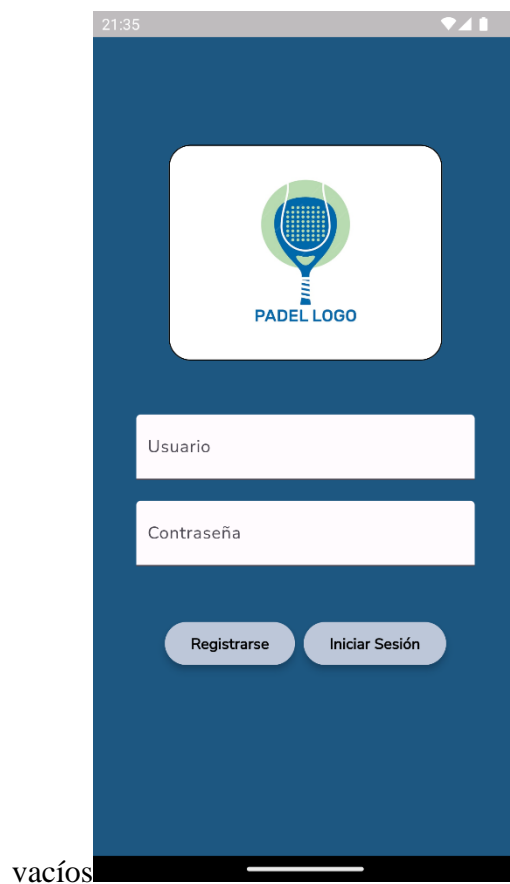 21:35
PADEL LOGO
Usuario
Contraseña
Registrarse
Iniciar Sesión
vacíos